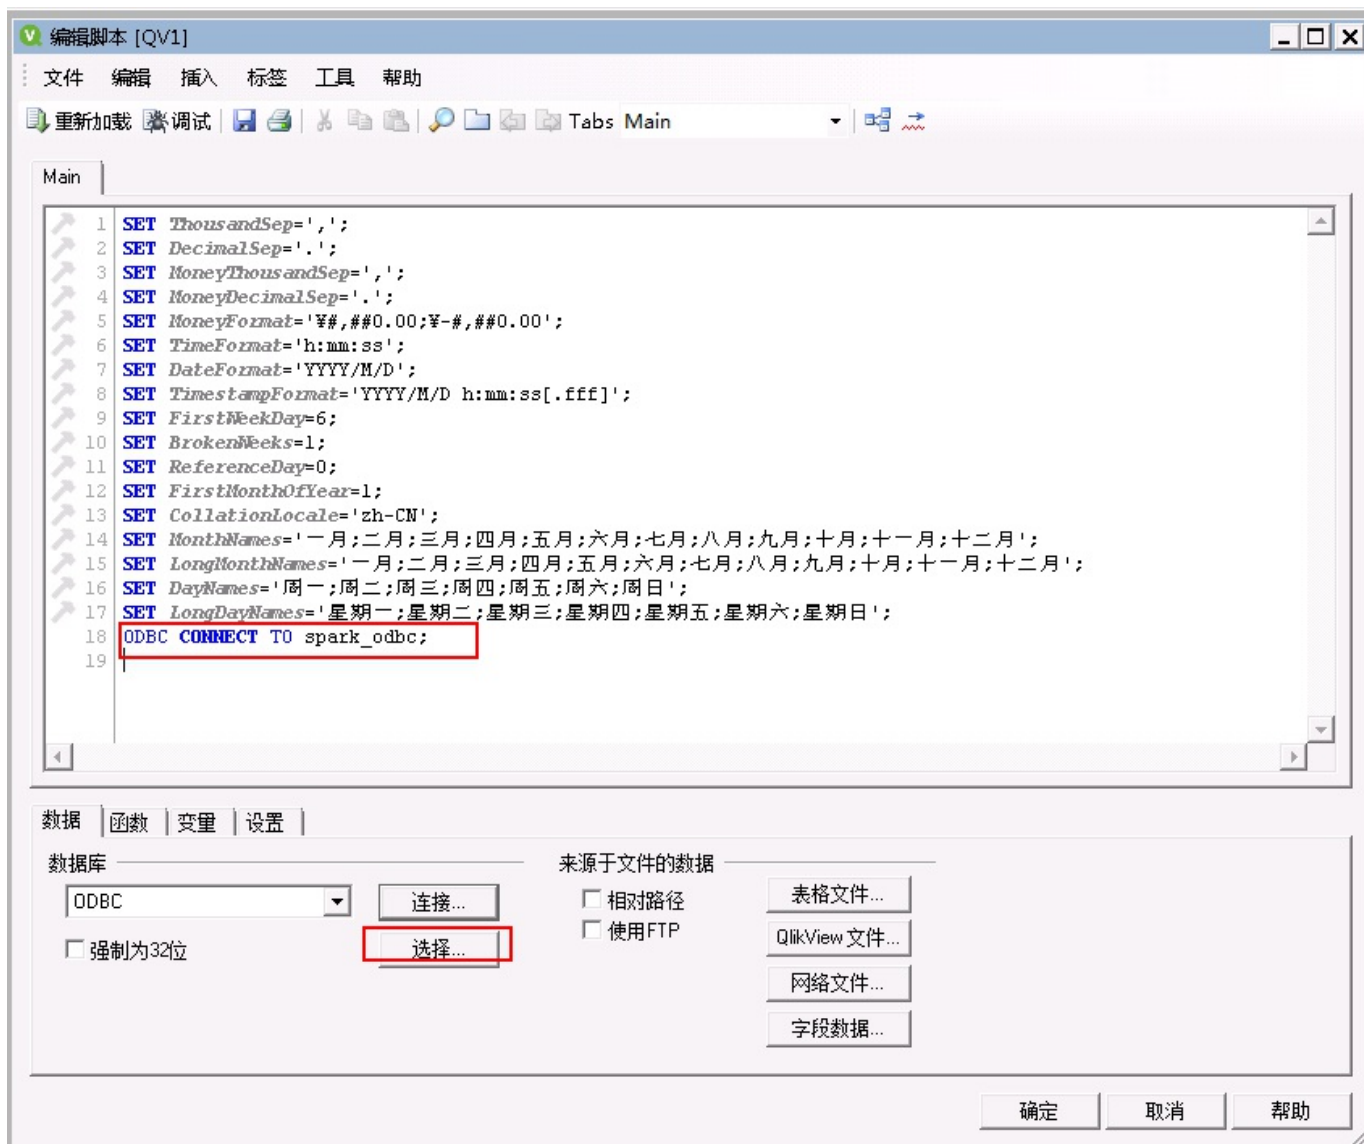 编辑脚本 [QV1]
文件 编辑 插入 标签 工具 帮助
重新加载 调试 Tabs Main
Main
1 SET ThousandSep=',';
2 SET DecimalSep='.';
3 SET MoneyThousandSep=',';
4 SET MoneyDecimalSep='.';
5 SET MoneyFormat='¥#,##0.00;¥-#,##0.00';
6 SET TimeFormat='h:mm:ss';
7 SET DateFormat='YYYY/M/D';
8 SET TimestampFormat='YYYY/M/D h:mm:ss[.fff]';
9 SET FirstWeekDay=6;
10 SET BrokenWeeks=1;
11 SET ReferenceDay=0;
12 SET FirstMonthOfYear=1;
13 SET CollationLocale='zh-CN';
14 SET MonthNames='一月;二月;三月;四月;五月;六月;七月;八月;九月;十月;十一月;十二月';
15 SET LongMonthNames='一月;二月;三月;四月;五月;六月;七月;八月;九月;十月;十一月;十二月';
16 SET DayNames='周一;周二;周三;周四;周五;周六;周日';
17 SET LongDayNames='星期一;星期二;星期三;星期四;星期五;星期六;星期日';
18 ODBC CONNECT TO spark_odbc;
19
数据 函数 变量 设置
数据库 来源于文件的数据
ODBC 连接... 相对路径 表格文件...
强制为32位 选择... 使用FTP QlikView 文件...
网络文件...
字段数据...
确定 取消 帮助